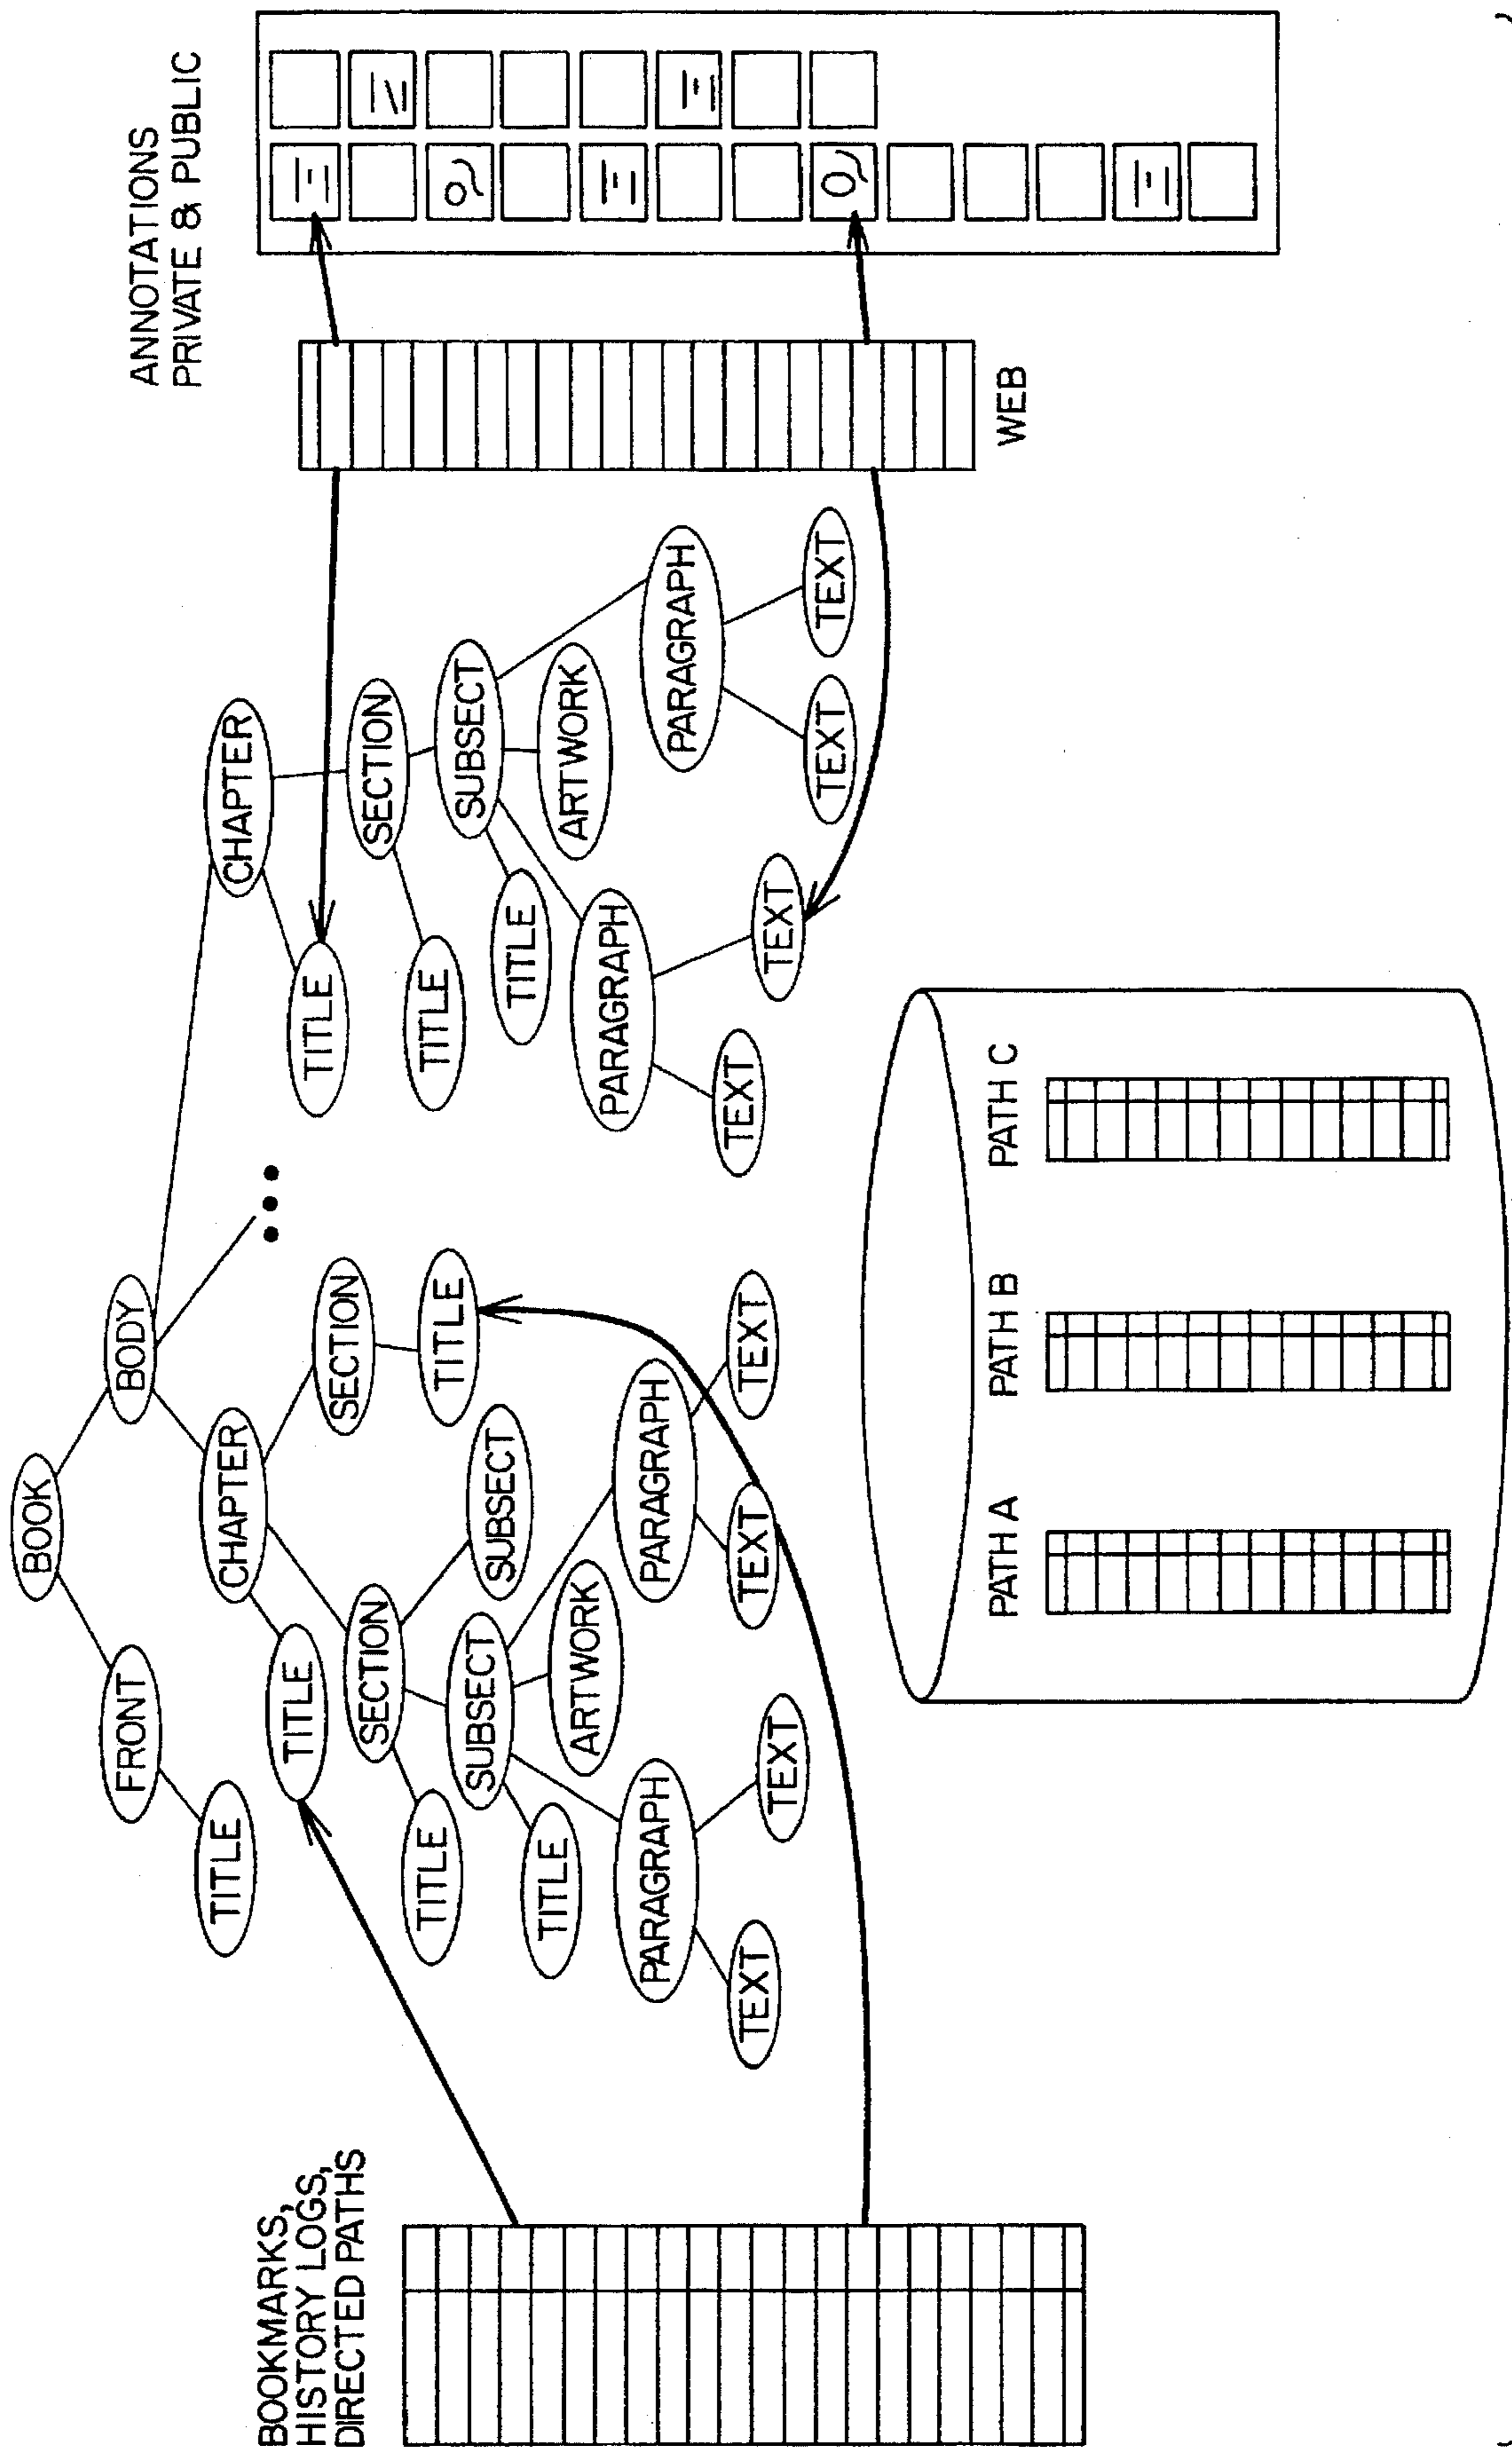 BOOK
FRONT
BODY
ANNOTATIONS
PRIVATE & PUBLIC
TITLE
CHAPTER
CHAPTER
BOOKMARKS,
HISTORY LOGS,
DIRECTED PATHS
TITLE
TITLE
SECTION
SECTION
SECTION
TITLE
TITLE
TITLE
SUBSECT
SUBSECT
SUBSECT
TITLE
TITLE
ARTWORK
ARTWORK
PARAGRAPH
PARAGRAPH
PARAGRAPH
PARAGRAPH
TEXT
TEXT
TEXT
TEXT
TEXT
TEXT
TEXT
TEXT
WEB
PATH A
PATH B
PATH C